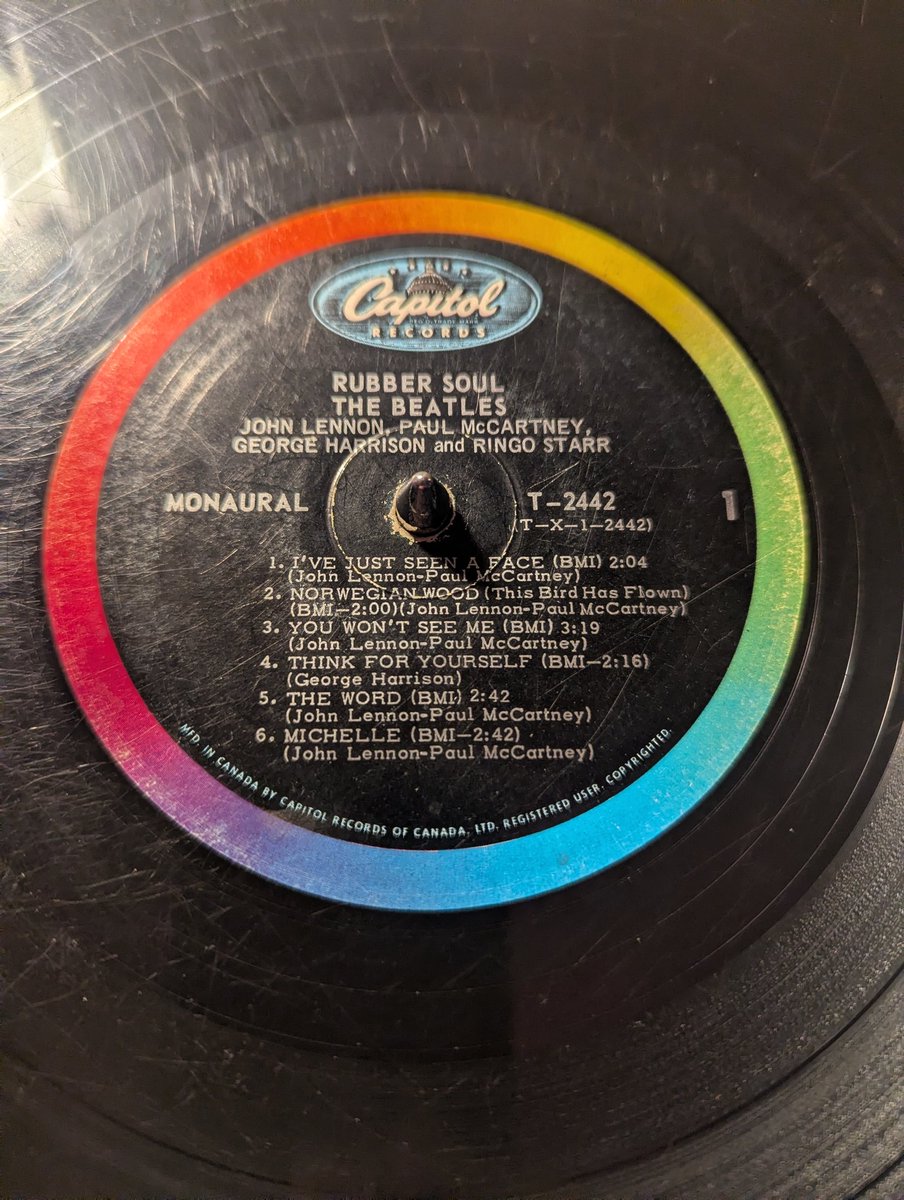 Capitol
REG. U.S. TRADE MARK
RECORDS
RUBBER SOUL
THE BEATLES
JOHN LENNON, PAUL McCARTNEY,
GEORGE HARRISON and RINGO STARR
MONAURAL
T-2442
1
(T-X-1-2442)
1. I'VE JUST SEEN A FACE (BMI) 2:04
(John Lennon-Paul McCartney)
2. NORWEGIAN WOOD (This Bird Has Flown)
(BMI-2:00)(John Lennon-Paul McCartney)
3. YOU WON'T SEE ME (BMI) 3:19
(John Lennon-Paul McCartney)
4. THINK FOR YOURSELF (BMI-2:16)
(George Harrison)
5. THE WORD (BMI) 2:42
(John Lennon-Paul McCartney)
6. MICHELLE (BMI-2:42)
(John Lennon-Paul McCartney)
MFD. IN CANADA BY CAPITOL RECORDS OF CANADA, LTD. REGISTERED USER. COPYRIGHTED.